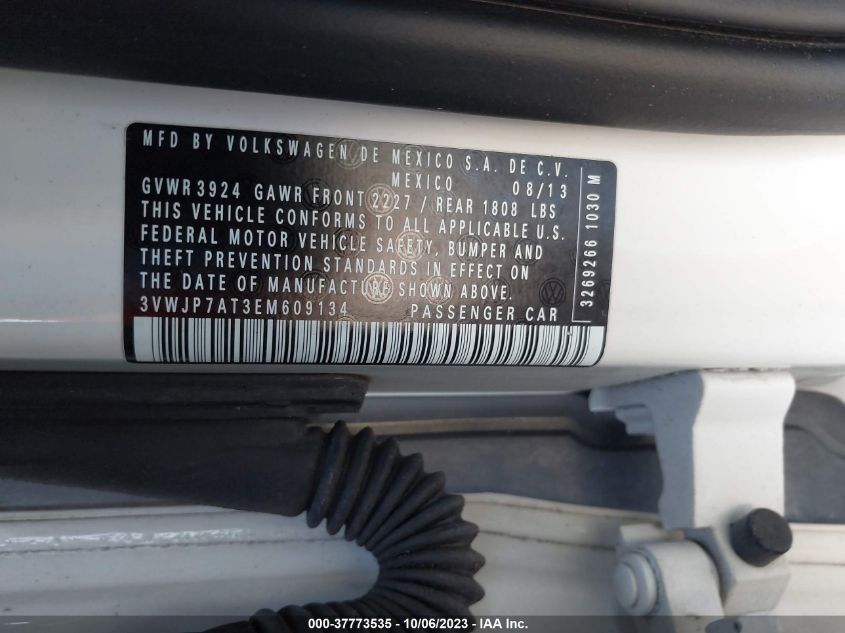 MFD BY VOLKSWAGEN DE MEXICO S.A. DE C.V.
MEXICO 08/13
GVWR 3924 GAWR FRONT 2227 / REAR 1808 LBS
THIS VEHICLE CONFORMS TO ALL APPLICABLE U.S.
FEDERAL MOTOR VEHICLE SAFETY, BUMPER AND
THEFT PREVENTION STANDARDS IN EFFECT ON
THE DATE OF MANUFACTURE SHOWN ABOVE.
3VWJP7AT3EM609134 PASSENGER CAR
3269266 1030 M
000-37773535 - 10/06/2023 - IAA Inc.